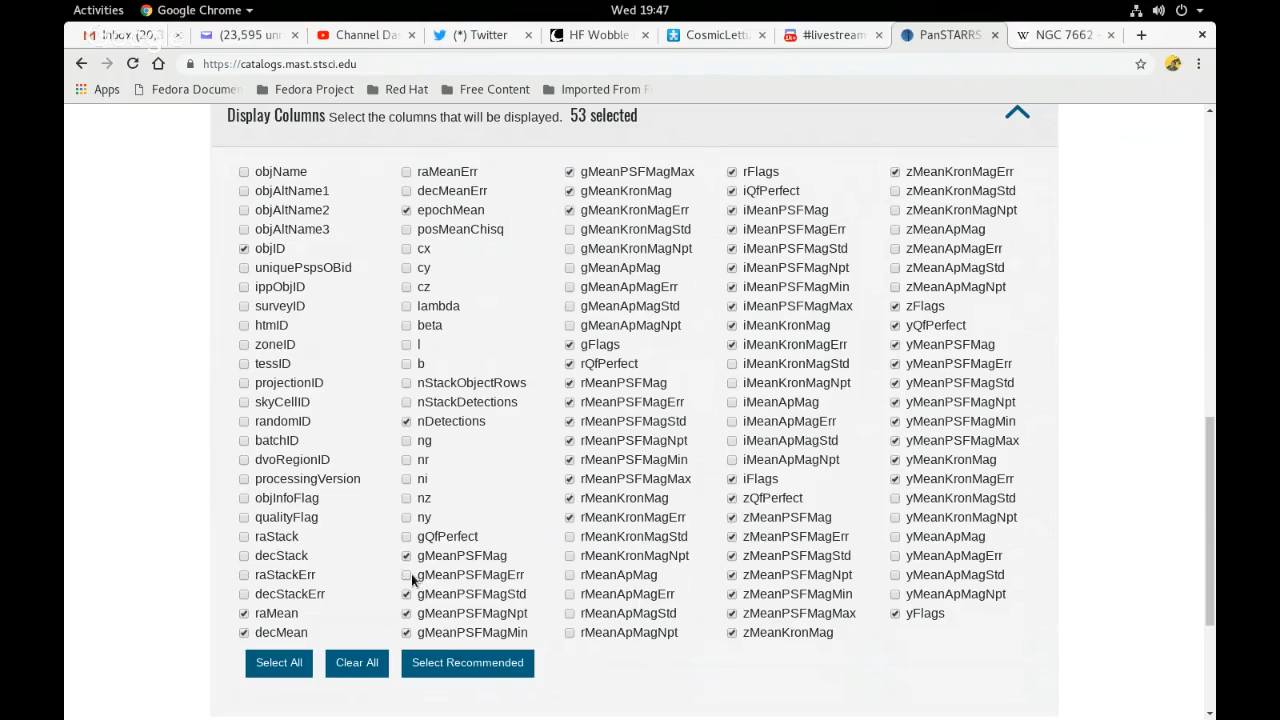 Activities Google Chrome Wed 19:47
Inbox (20,3 (23,595 unr Channel Das (*) Twitter HF Wobble CosmicLettu #livestream PanSTARRS NGC 7662 -
https://catalogs.mast.stsci.edu
Apps Fedora Documen Fedora Project Red Hat Free Content Imported From F
Display Columns Select the columns that will be displayed. 53 selected
objName raMeanErr gMeanPSFMagMax rFlags zMeanKronMagErr
objAltName1 decMeanErr gMeanKronMag iQfPerfect zMeanKronMagStd
objAltName2 epochMean gMeanKronMagErr iMeanPSFMag zMeanKronMagNpt
objAltName3 posMeanChisq gMeanKronMagStd iMeanPSFMagErr zMeanApMag
objID cx gMeanKronMagNpt iMeanPSFMagStd zMeanApMagErr
uniquePspsOBid cy gMeanApMag iMeanPSFMagNpt zMeanApMagStd
ippObjID cz gMeanApMagErr iMeanPSFMagMin zMeanApMagNpt
surveyID lambda gMeanApMagStd iMeanPSFMagMax zFlags
htmID beta gMeanApMagNpt iMeanKronMag yQfPerfect
zoneID l gFlags iMeanKronMagErr yMeanPSFMag
tessID b rQfPerfect iMeanKronMagStd yMeanPSFMagErr
projectionID nStackObjectRows rMeanPSFMag iMeanKronMagNpt yMeanPSFMagStd
skyCellID nStackDetections rMeanPSFMagErr iMeanApMag yMeanPSFMagNpt
randomID nDetections rMeanPSFMagStd iMeanApMagErr yMeanPSFMagMin
batchID ng rMeanPSFMagNpt iMeanApMagStd yMeanPSFMagMax
dvoRegionID nr rMeanPSFMagMin iMeanApMagNpt yMeanKronMag
processingVersion ni rMeanPSFMagMax iFlags yMeanKronMagErr
objInfoFlag nz rMeanKronMag zQfPerfect yMeanKronMagStd
qualityFlag ny rMeanKronMagErr zMeanPSFMag yMeanKronMagNpt
raStack gQfPerfect rMeanKronMagStd zMeanPSFMagErr yMeanApMag
decStack gMeanPSFMag rMeanKronMagNpt zMeanPSFMagStd yMeanApMagErr
raStackErr gMeanPSFMagErr rMeanApMag zMeanPSFMagNpt yMeanApMagStd
decStackErr gMeanPSFMagStd rMeanApMagErr zMeanPSFMagMin yMeanApMagNpt
raMean gMeanPSFMagNpt rMeanApMagStd zMeanPSFMagMax yFlags
decMean gMeanPSFMagMin rMeanApMagNpt zMeanKronMag
Select All Clear All Select Recommended